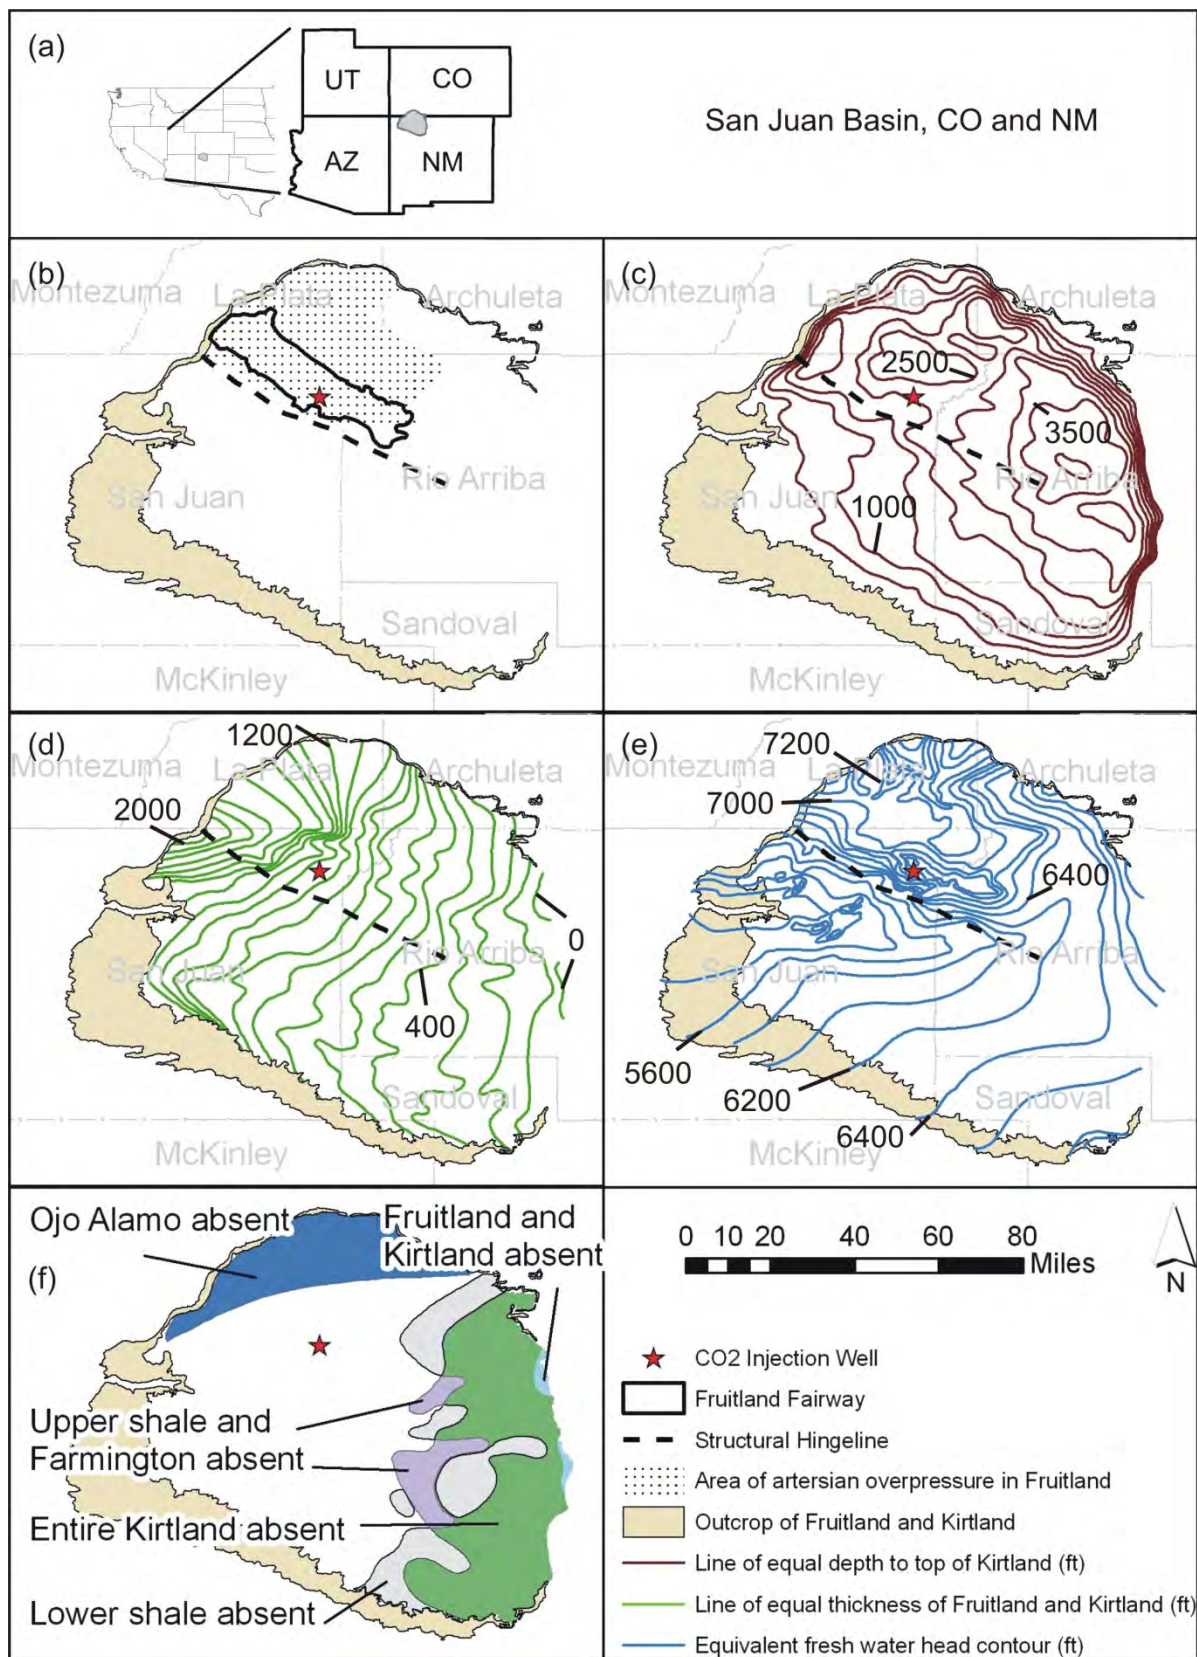 (a)
UT
CO
AZ
NM
San Juan Basin, CO and NM
(b)
Montezuma
La Plata
Archuleta
Rio Arriba
San Juan
Sandoval
McKinley
(c)
Montezuma
La Plata
Archuleta
2500
3500
Rio Arriba
San Juan
1000
Sandoval
McKinley
(d)
1200
Montezuma
La Plata
Archuleta
2000
0
Rio Arriba
San Juan
400
Sandoval
McKinley
(e)
7200
Montezuma
La Plata
Archuleta
7000
6400
Rio Arriba
San Juan
5600
6200
Sandoval
6400
McKinley
Ojo Alamo absent
Fruitland and
Kirtland absent
(f)
Upper shale and
Farmington absent
Entire Kirtland absent
Lower shale absent
0 10 20 40 60 80
Miles
N
CO2 Injection Well
Fruitland Fairway
Structural Hingeline
Area of artersian overpressure in Fruitland
Outcrop of Fruitland and Kirtland
Line of equal depth to top of Kirtland (ft)
Line of equal thickness of Fruitland and Kirtland (ft)
Equivalent fresh water head contour (ft)